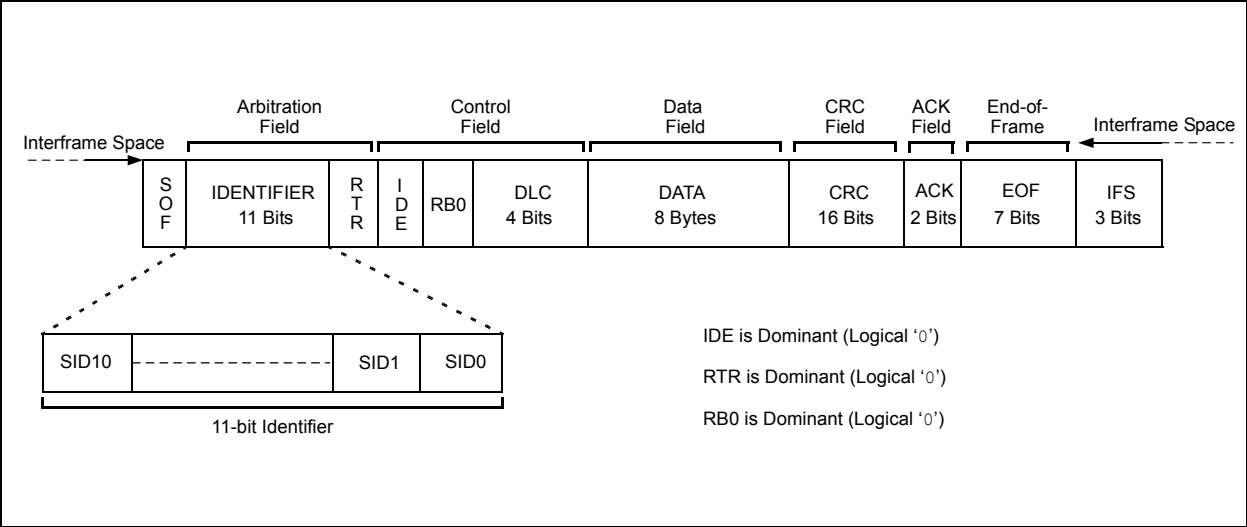 Arbitration
Field
Control
Field
Data
Field
CRC
Field
ACK
Field
End-of-
Frame
Interframe Space
Interframe Space
SOF
IDENTIFIER
11 Bits
RTR
IDE
RB0
DLC
4 Bits
DATA
8 Bytes
CRC
16 Bits
ACK
2 Bits
EOF
7 Bits
IFS
3 Bits
SID10
SID1
SID0
11-bit Identifier
IDE is Dominant (Logical ‘0’)
RTR is Dominant (Logical ‘0’)
RB0 is Dominant (Logical ‘0’)